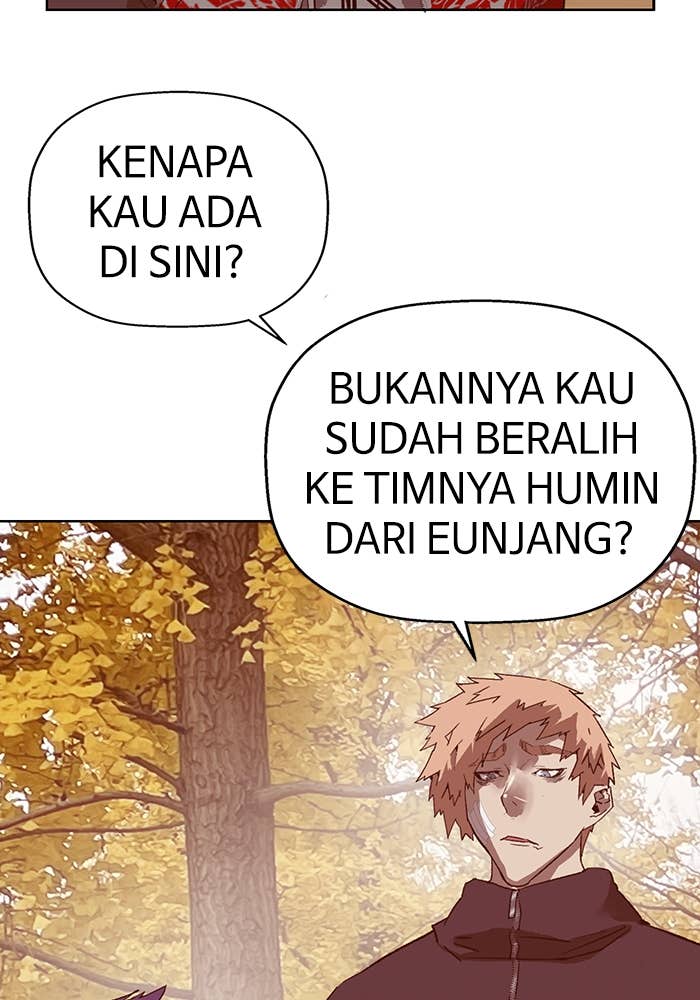 KENAPA
KAU ADA
DI SINI?
BUKANNYA KAU
SUDAH BERALIH
KE TIMNYA HUMIN
DARI EUNJANG?